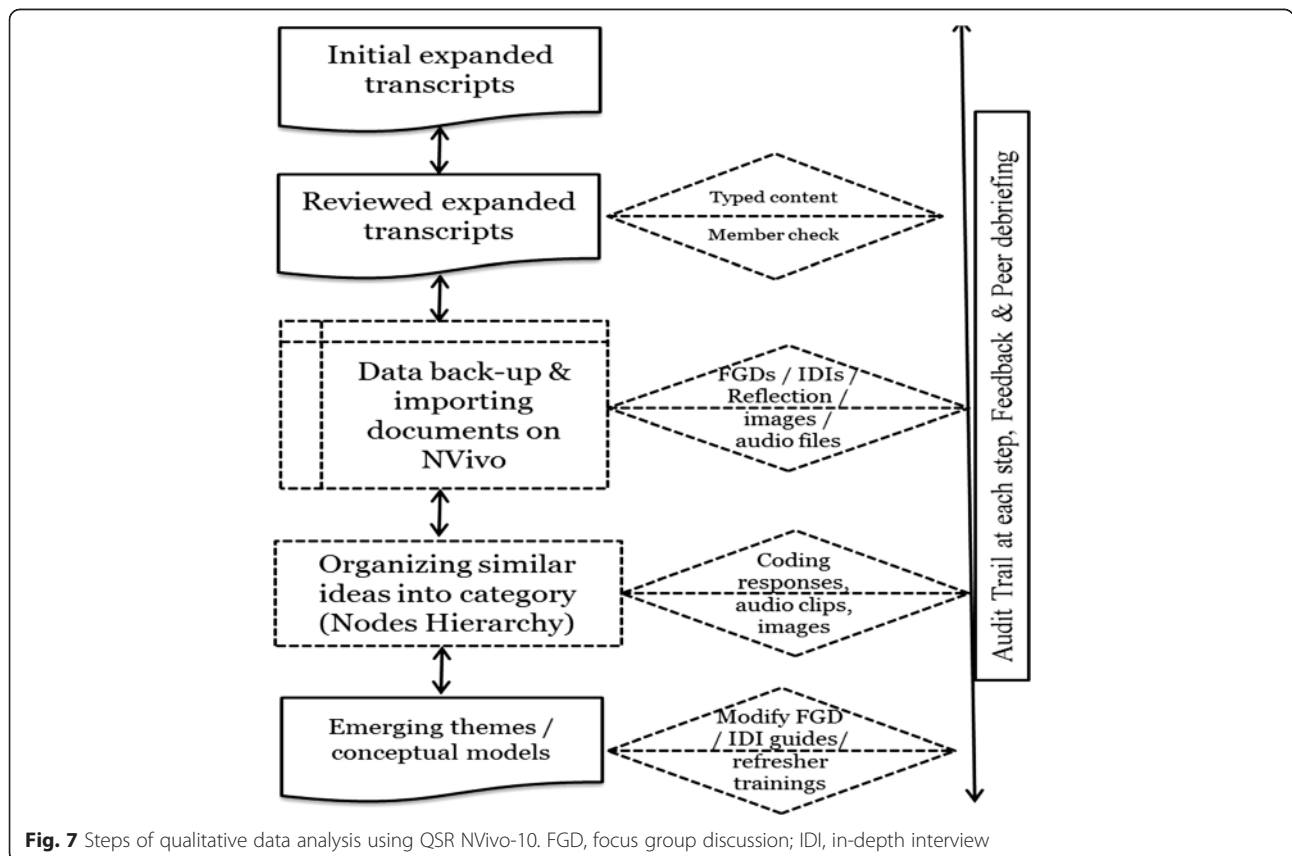 Initial expanded
transcripts
Reviewed expanded
transcripts
Typed content
Member check
Data back-up &
importing
documents on
NVivo
FGDs / IDIs /
Reflection /
images /
audio files
Organizing similar
ideas into category
(Nodes Hierarchy)
Coding
responses,
audio clips,
images
Emerging themes /
conceptual models
Modify FGD
/ IDI guides/
refresher
trainings
Audit Trail at each step, Feedback & Peer debriefing
Fig. 7 Steps of qualitative data analysis using QSR NVivo-10. FGD, focus group discussion; IDI, in-depth interview